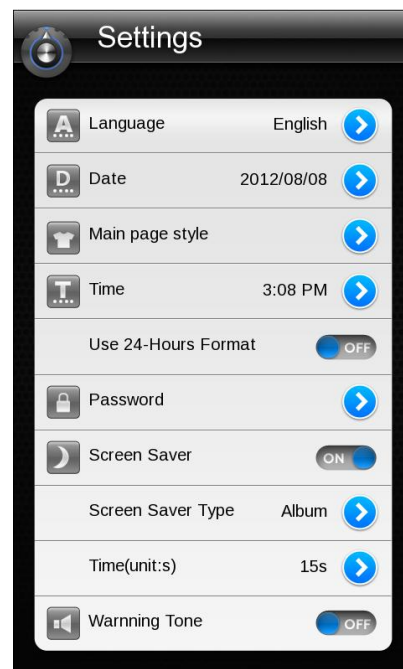 Settings
Language English
Date 2012/08/08
Main page style
Time 3:08 PM
Use 24-Hours Format OFF
Password
Screen Saver ON
Screen Saver Type Album
Time(unit:s) 15s
Warnning Tone OFF